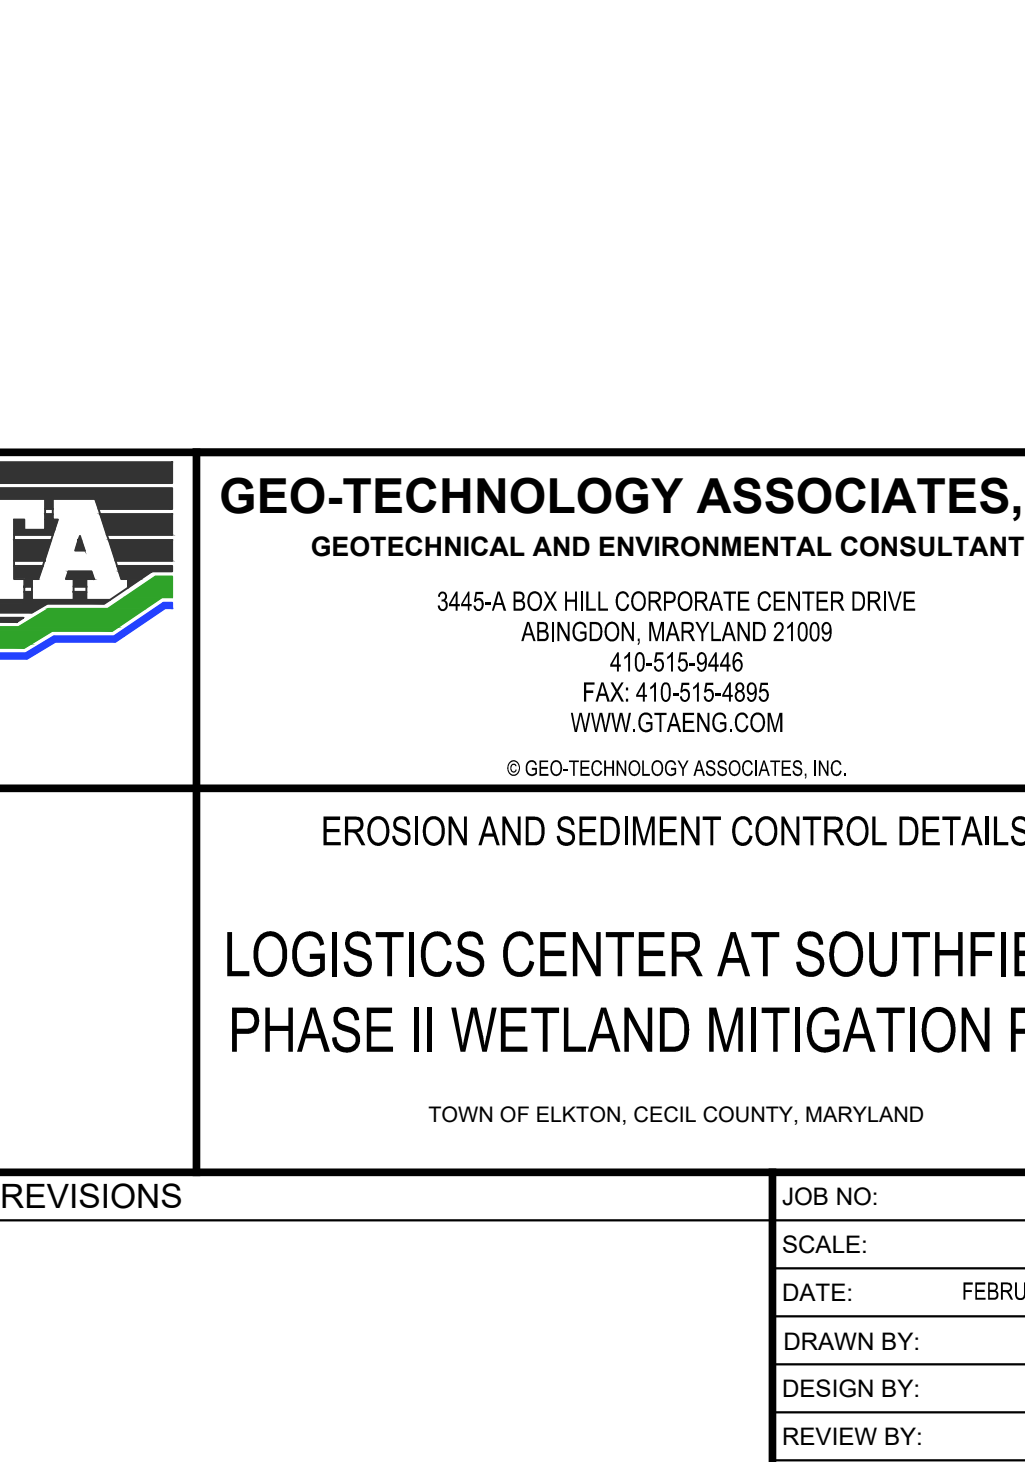 TA
GEO-TECHNOLOGY ASSOCIATES,
GEOTECHNICAL AND ENVIRONMENTAL CONSULTANT
3445-A BOX HILL CORPORATE CENTER DRIVE
ABINGDON, MARYLAND 21009
410-515-9446
FAX: 410-515-4895
WWW.GTAENG.COM
© GEO-TECHNOLOGY ASSOCIATES, INC.
EROSION AND SEDIMENT CONTROL DETAILS
LOGISTICS CENTER AT SOUTHFIE
PHASE II WETLAND MITIGATION P
TOWN OF ELKTON, CECIL COUNTY, MARYLAND
REVISIONS
JOB NO:
SCALE:
DATE: FEBRU
DRAWN BY:
DESIGN BY:
REVIEW BY: